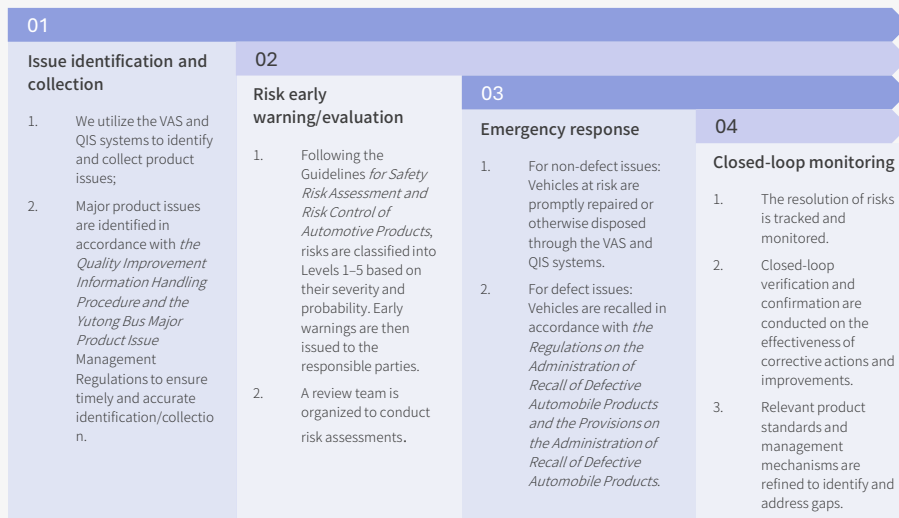 01
Issue identification and
collection
1. We utilize the VAS and
QIS systems to identify
and collect product
issues;
2. Major product issues
are identified in
accordance with the
Quality Improvement
Information Handling
Procedure and the
Yutong Bus Major
Product Issue
Management
Regulations to ensure
timely and accurate
identification/collectio
n.
02
Risk early
warning/evaluation
1. Following the
Guidelines for Safety
Risk Assessment and
Risk Control of
Automotive Products,
risks are classified into
Levels 1–5 based on
their severity and
probability. Early
warnings are then
issued to the
responsible parties.
2. A review team is
organized to conduct
risk assessments.
03
Emergency response
1. For non-defect issues:
Vehicles at risk are
promptly repaired or
otherwise disposed
through the VAS and
QIS systems.
2. For defect issues:
Vehicles are recalled in
accordance with the
Regulations on the
Administration of
Recall of Defective
Automobile Products
and the Provisions on
the Administration of
Recall of Defective
Automobile Products.
04
Closed-loop monitoring
1. The resolution of risks
is tracked and
monitored.
2. Closed-loop
verification and
confirmation are
conducted on the
effectiveness of
corrective actions and
improvements.
3. Relevant product
standards and
management
mechanisms are
refined to identify and
address gaps.